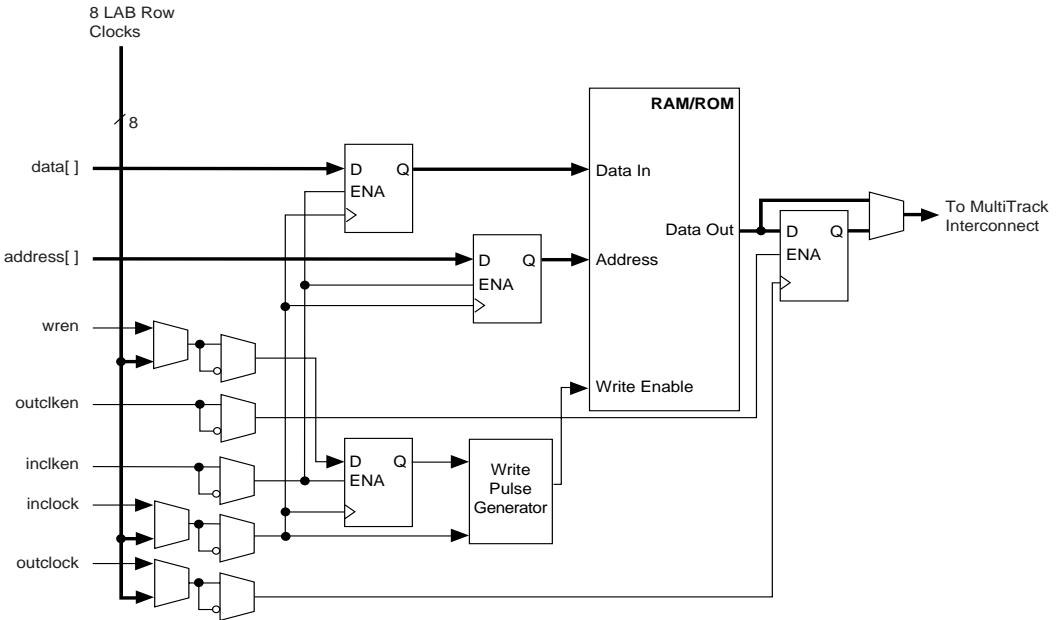 8 LAB Row
Clocks
8
RAM/ROM
data[ ]
D Q
ENA
Data In
To MultiTrack
Interconnect
Data Out
D Q
ENA
address[ ]
D Q
ENA
Address
wren
Write Enable
outclken
inclken
D Q
ENA
Write
Pulse
Generator
inclock
outclock